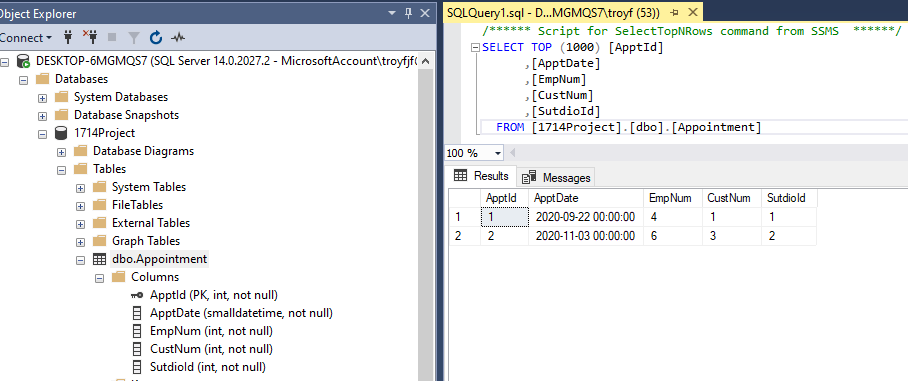 Object Explorer
Connect
DESKTOP-6MGMQS7 (SQL Server 14.0.2027.2 - MicrosoftAccount\troyfjf@
Databases
System Databases
Database Snapshots
1714Project
Database Diagrams
Tables
System Tables
FileTables
External Tables
Graph Tables
dbo.Appointment
Columns
ApptId (PK, int, not null)
ApptDate (smalldatetime, not null)
EmpNum (int, not null)
CustNum (int, not null)
SutdioId (int, not null)
SQLQuery1.sql - D...MGMQS7\troyf (53))
/****** Script for SelectTopNRows command from SSMS ******/
SELECT TOP (1000) [ApptId]
,[ApptDate]
,[EmpNum]
,[CustNum]
,[SutdioId]
FROM [1714Project].[dbo].[Appointment]
100 %
Results Messages
ApptId ApptDate EmpNum CustNum SutdioId
1 1 2020-09-22 00:00:00 4 1 1
2 2 2020-11-03 00:00:00 6 3 2